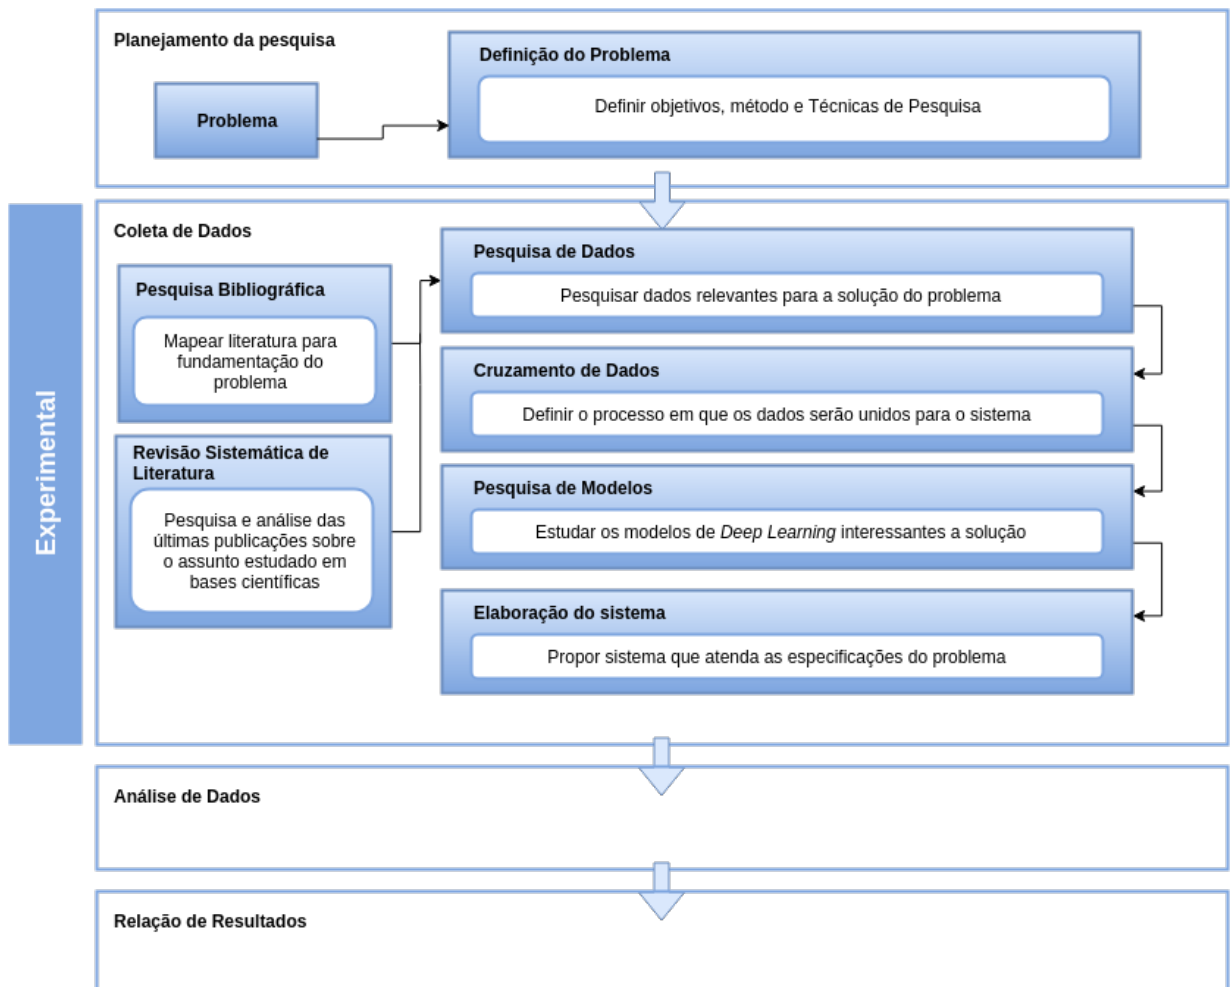 Planejamento da pesquisa
Problema
Definição do Problema
Definir objetivos, método e Técnicas de Pesquisa
Experimental
Coleta de Dados
Pesquisa Bibliográfica
Mapear literatura para
fundamentação do
problema
Revisão Sistemática de
Literatura
Pesquisa e análise das
últimas publicações sobre
o assunto estudado em
bases científicas
Pesquisa de Dados
Pesquisar dados relevantes para a solução do problema
Cruzamento de Dados
Definir o processo em que os dados serão unidos para o sistema
Pesquisa de Modelos
Estudar os modelos de Deep Learning interessantes a solução
Elaboração do sistema
Propor sistema que atenda as especificações do problema
Análise de Dados
Relação de Resultados